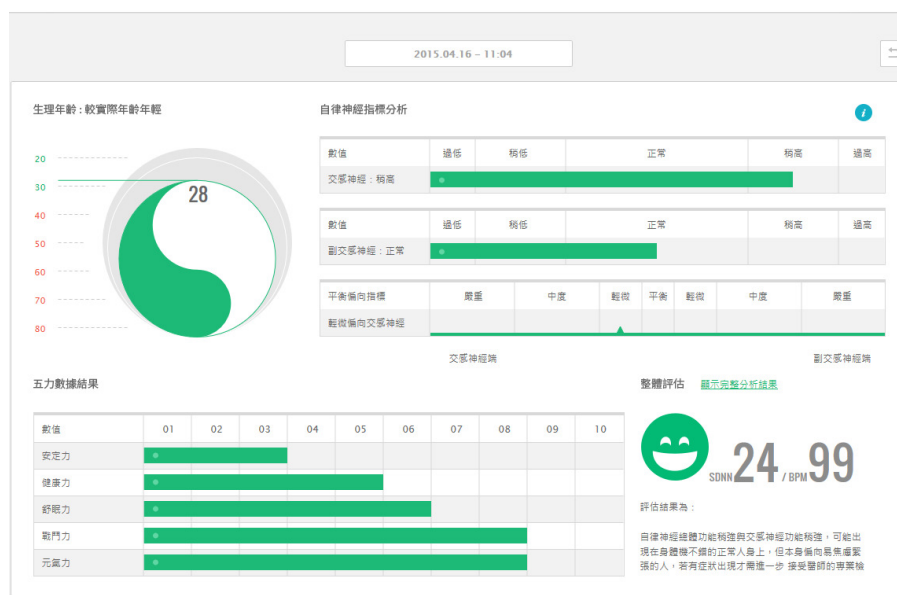 2015.04.16 – 11:04
生理年齡 : 較實際年齡年輕
20
30
40
50
60
70
80
28
自律神經指標分析
i
數值 過低 稍低 正常 稍高 過高
交感神經：稍高
數值 過低 稍低 正常 稍高 過高
副交感神經：正常
平衡偏向指標 嚴重 中度 輕微 平衡 輕微 中度 嚴重
輕微偏向交感神經
交感神經端 副交感神經端
五力數據結果
數值 01 02 03 04 05 06 07 08 09 10
安定力
健康力
舒眠力
戰鬥力
元氣力
整體評估 顯示完整分析結果
SDNN 24 / BPM 99
評估結果為：
自律神經總體功能稍強與交感神經功能稍強，可能出
現在身體機不錯的正常人身上，但本身偏向易焦慮緊
張的人，若有症狀出現才需進一步 接受醫師的專業檢